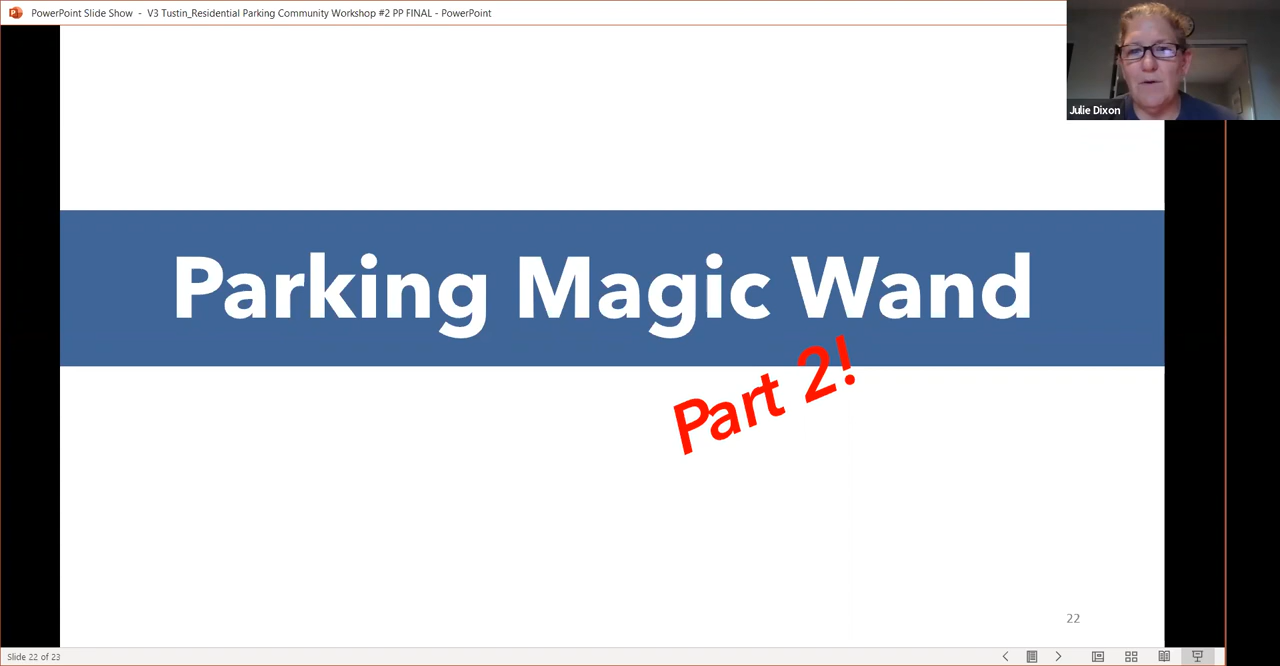 PowerPoint Slide Show - V3 Tustin_Residential Parking Community Workshop #2 PP FINAL - PowerPoint
Julie Dixon
Parking Magic Wand
Part 2!
22
Slide 22 of 23